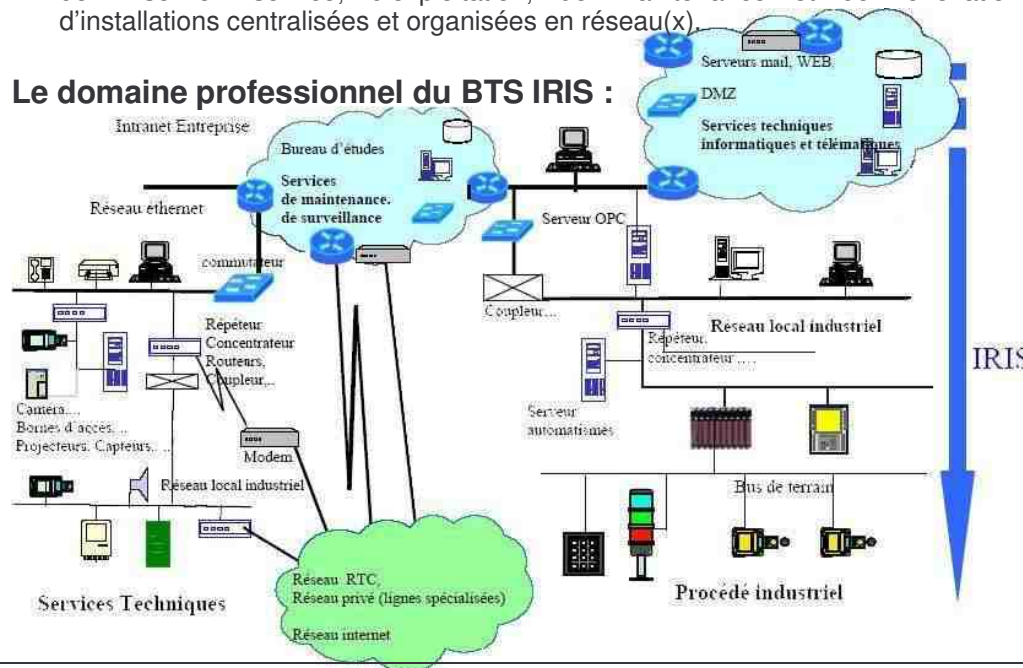 d'installations centralisées et organisées en réseau(x).
Le domaine professionnel du BTS IRIS :
Intranet Entreprise
Bureau d'études
Services
de maintenance.
de surveillance
Réseau éthernet
commutateur
Serveurs mail, WEB.
DMZ
Services techniques
informatiques et télématiques
Serveur OPC
Coupleur...
Réseau local industriel
Répéteur,
concentrateur .....
IRIS
Serveur
automatismes
Répéteur
Concentrateur
Routeurs,
Coupleur,..
Modem
Caméra....
Bornes d'accès. ..
Projecteurs. Capteurs.. ..
Réseau local industriel
Bus de terrain
Réseau RTC,
Réseau privé (lignes spécialisées)
Réseau internet
Services Techniques
Procédé industriel